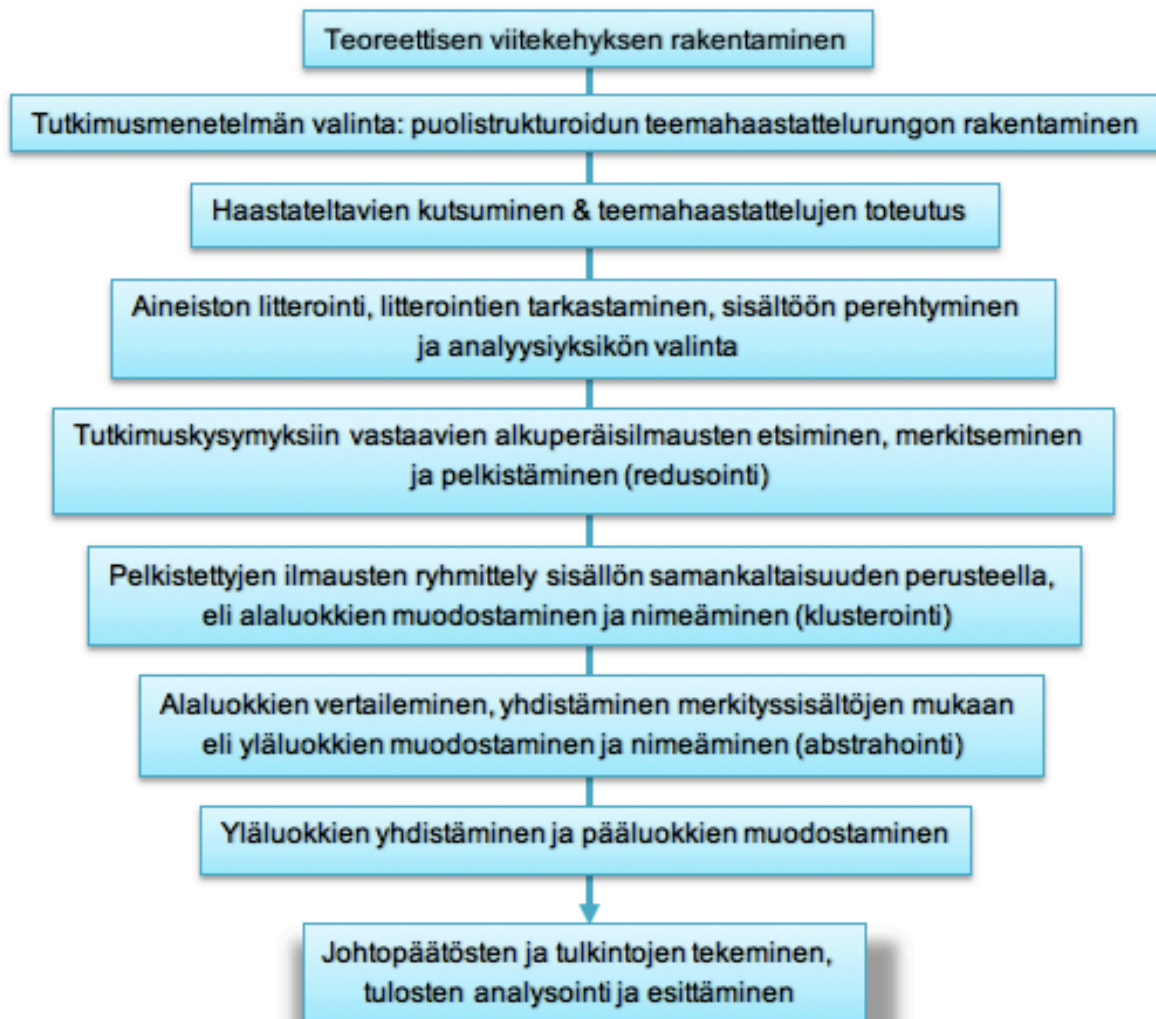 Teoreettisen viitekehyksen rakentaminen
Tutkimusmenetelmän valinta: puolistrukturoidun teemahaastattelurungon rakentaminen
Haastateltavien kutsuminen & teemahaastattelujen toteutus
Aineiston litterointi, litterointien tarkastaminen, sisältöön perehtyminen
ja analyysiyksikön valinta
Tutkimuskysymyksiin vastaavien alkuperäisilmausten etsiminen, merkitseminen
ja pelkistäminen (redusointi)
Pelkistettyjen ilmausten ryhmittely sisällön samankaltaisuuden perusteella,
eli alaluokkien muodostaminen ja nimeäminen (klusterointi)
Alaluokkien vertaileminen, yhdistäminen merkityssisältöjen mukaan
eli yläluokkien muodostaminen ja nimeäminen (abstrahointi)
Yläluokkien yhdistäminen ja pääluokkien muodostaminen
Johtopäätösten ja tulkintojen tekeminen,
tulosten analysointi ja esittäminen